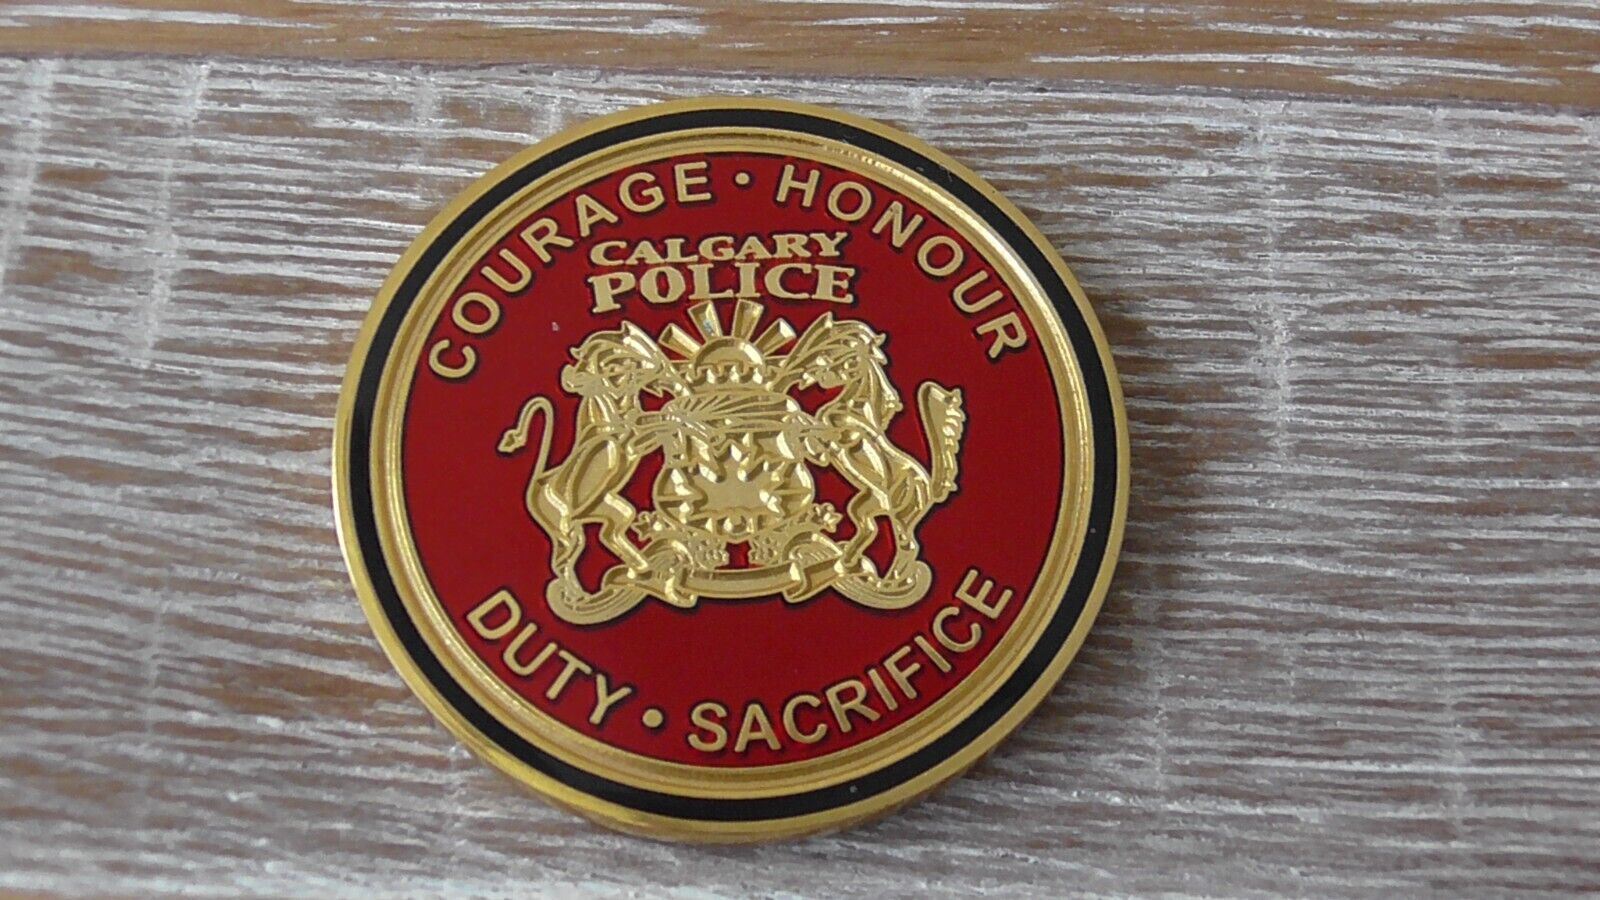 COURAGE • HONOUR
CALGARY
POLICE
DUTY • SACRIFICE